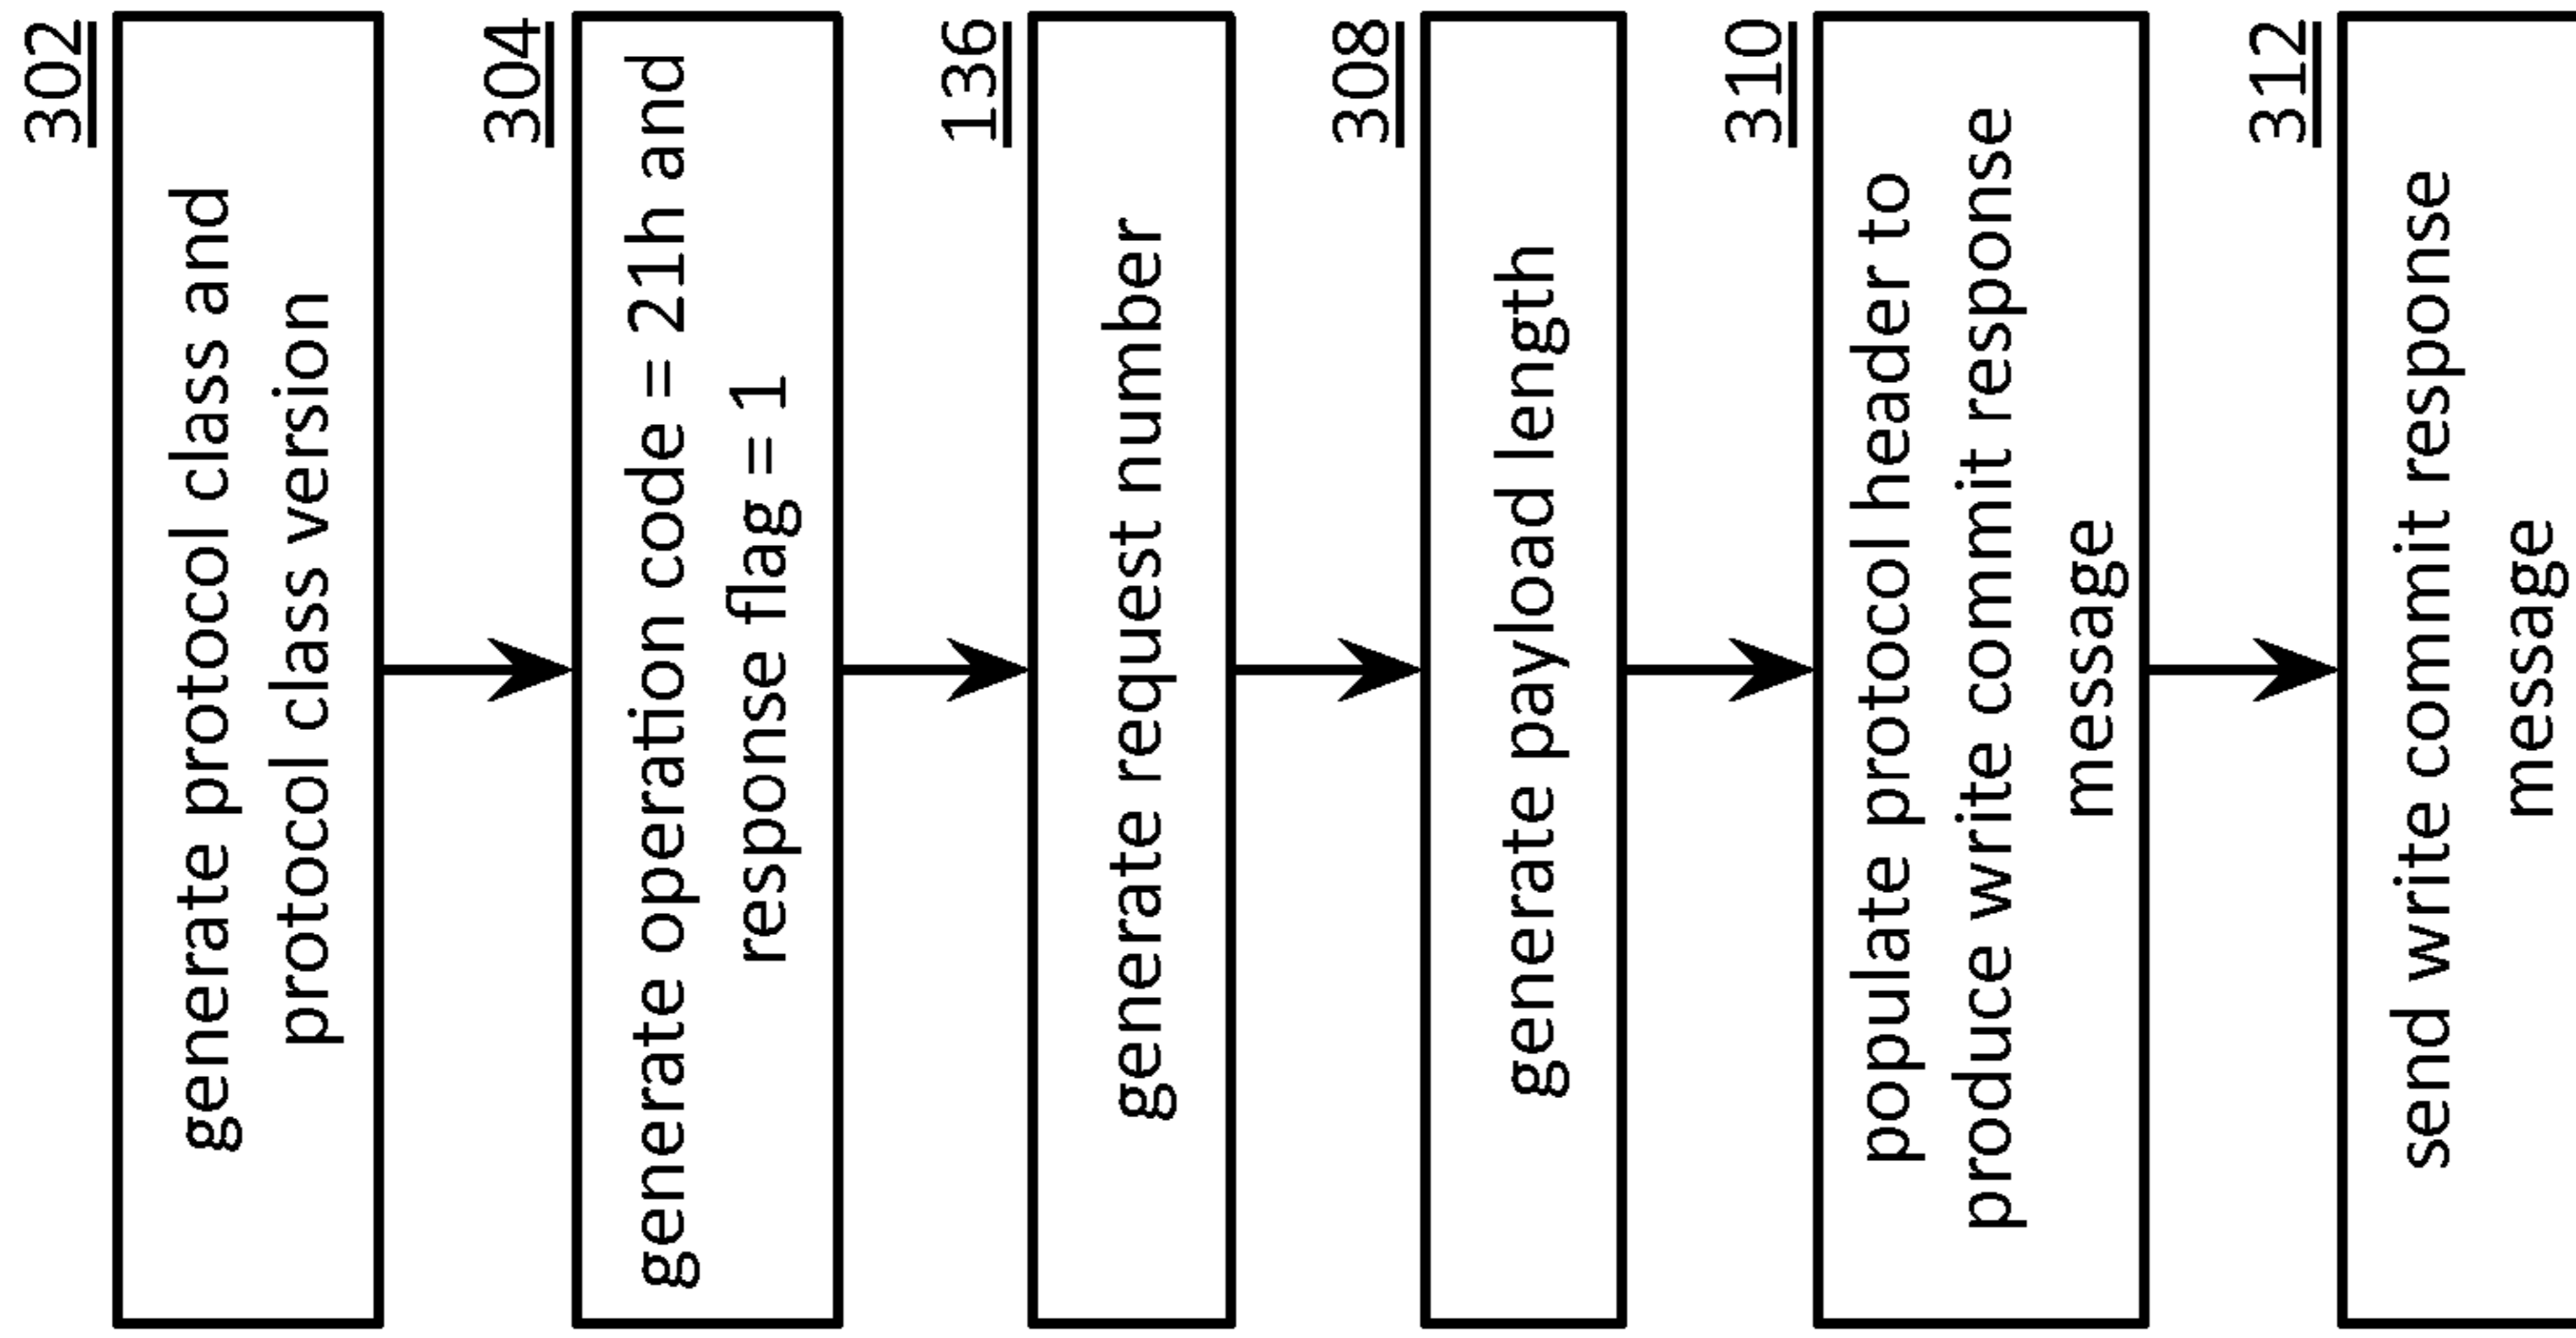 302
generate protocol class and
protocol class version
304
generate operation code = 21h and
response flag = 1
136
generate request number
308
generate payload length
310
populate protocol header to
produce write commit response
message
312
send write commit response
message